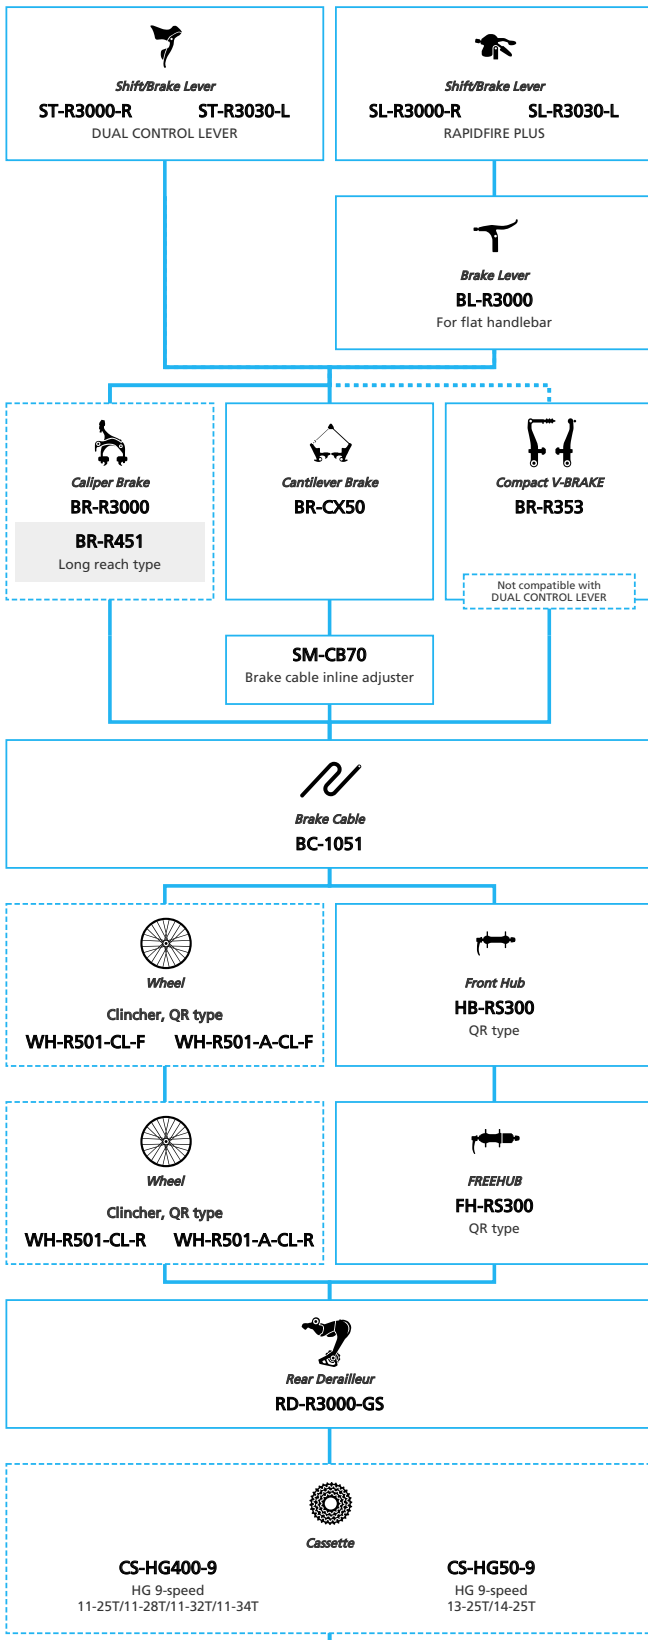 Shift/Brake Lever
ST-R3000-R ST-R3030-L
DUAL CONTROL LEVER
Shift/Brake Lever
SL-R3000-R SL-R3030-L
RAPIDFIRE PLUS
Brake Lever
BL-R3000
For flat handlebar
Caliper Brake
BR-R3000
BR-R451
Long reach type
Cantilever Brake
BR-CX50
Compact V-BRAKE
BR-R353
Not compatible with
DUAL CONTROL LEVER
SM-CB70
Brake cable inline adjuster
Brake Cable
BC-1051
Wheel
Clincher, QR type
WH-R501-CL-F WH-R501-A-CL-F
Front Hub
HB-RS300
QR type
Wheel
Clincher, QR type
WH-R501-CL-R WH-R501-A-CL-R
FREEHUB
FH-RS300
QR type
Rear Derailleur
RD-R3000-GS
Cassette
CS-HG400-9
HG 9-speed
11-25T/11-28T/11-32T/11-34T
CS-HG50-9
HG 9-speed
13-25T/14-25T